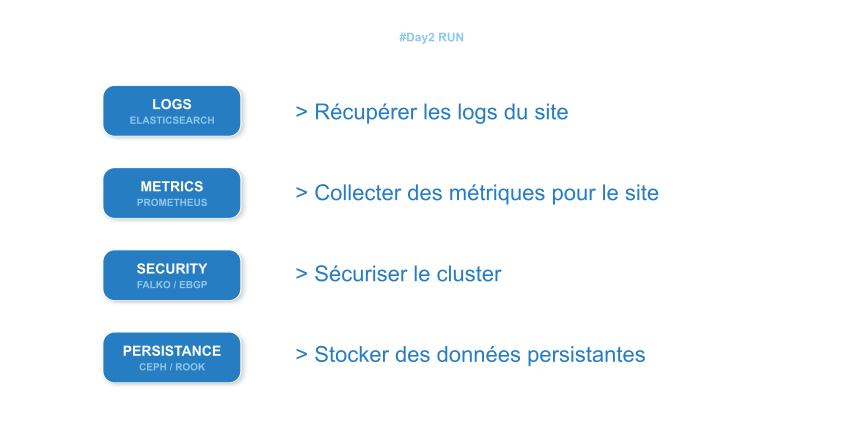 #Day2 RUN
LOGS
ELASTICSEARCH
> Récupérer les logs du site
METRICS
PROMETHEUS
> Collecter des métriques pour le site
SECURITY
FALKO / EBGP
> Sécuriser le cluster
PERSISTANCE
CEPH / ROOK
> Stocker des données persistantes